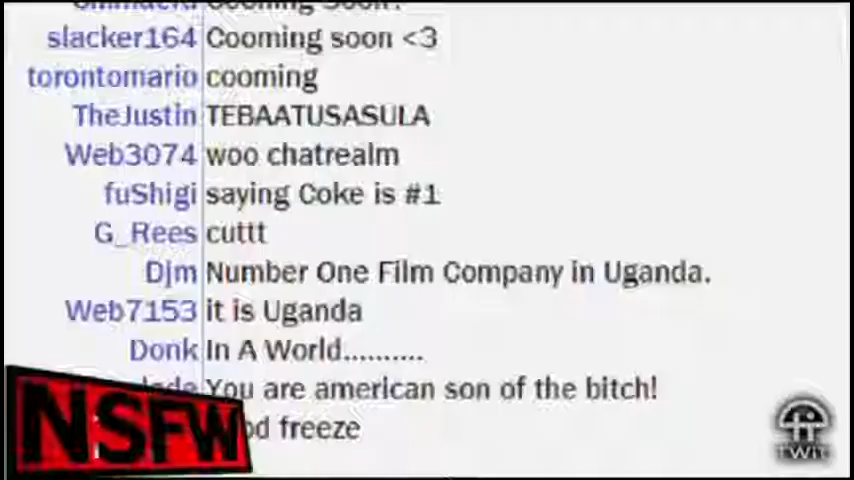 slacker164 Cooming soon <3
torontomario cooming
TheJustin TEBAATUSASULA
Web3074 woo chatrealm
fuShigi saying Coke is #1
G_Rees cuttt
Djm Number One Film Company in Uganda.
Web7153 it is Uganda
Donk In A World..........
You are american son of the bitch!
freeze
NSFW
TWiT